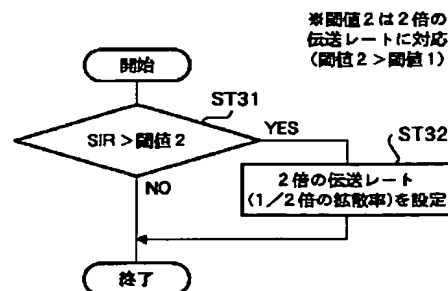 ※閾値2は2倍の
伝送レートに対応
(閾値2>閾値1)
開始
ST31
SIR>閾値2
YES
ST32
2倍の伝送レート
(1/2倍の拡散率)を設定
NO
終了